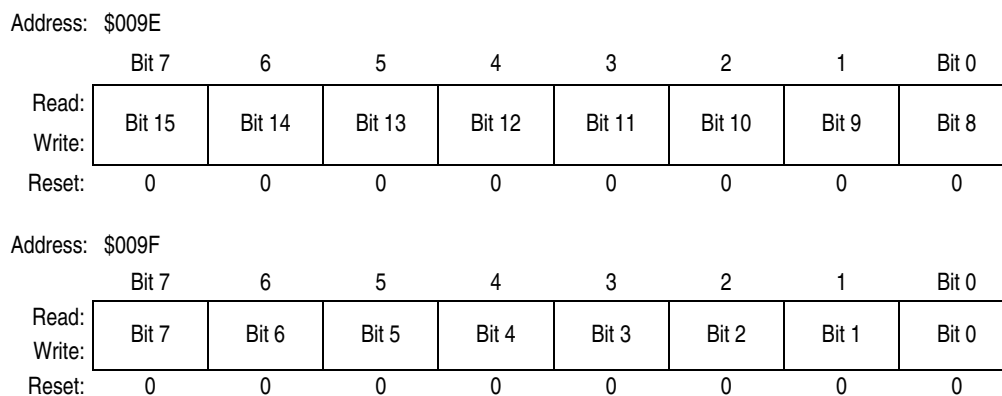 Address: $009E
Bit 7 6 5 4 3 2 1 Bit 0
Read:
Bit 15 Bit 14 Bit 13 Bit 12 Bit 11 Bit 10 Bit 9 Bit 8
Write:
Reset: 0 0 0 0 0 0 0 0
Address: $009F
Bit 7 6 5 4 3 2 1 Bit 0
Read:
Bit 7 Bit 6 Bit 5 Bit 4 Bit 3 Bit 2 Bit 1 Bit 0
Write:
Reset: 0 0 0 0 0 0 0 0